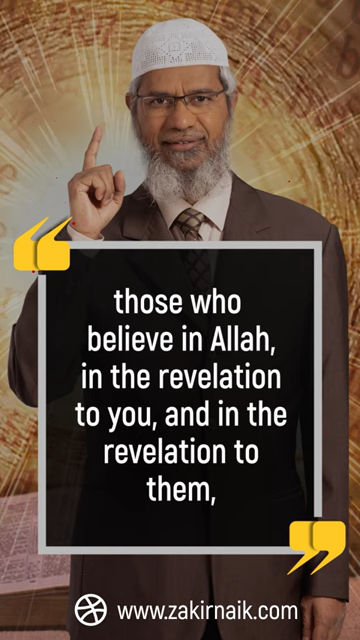 those who
believe in Allah,
in the revelation
to you, and in the
revelation to
them,
www.zakirnaik.com